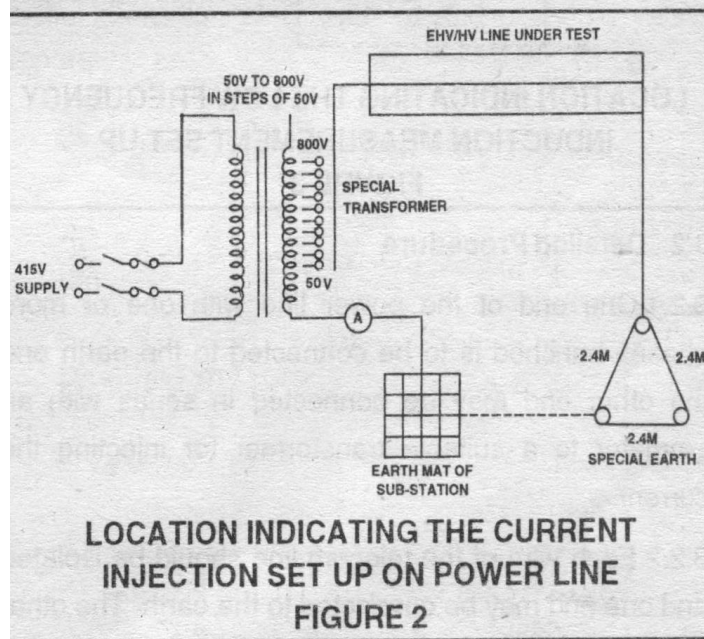 EHV/HV LINE UNDER TEST
50V TO 800V
IN STEPS OF 50V
800V
SPECIAL
TRANSFORMER
415V
SUPPLY
50V
A
2.4M
2.4M
2.4M
SPECIAL EARTH
EARTH MAT OF
SUB-STATION
LOCATION INDICATING THE CURRENT
INJECTION SET UP ON POWER LINE
FIGURE 2